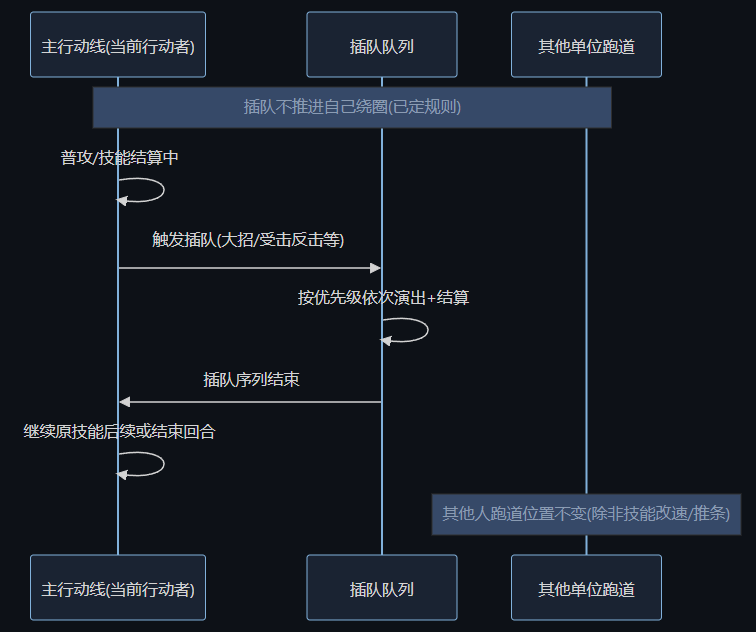 主行动线(当前行动者)
插队队列
其他单位跑道
插队不推进自己绕圈(已定规则)
普攻/技能结算中
触发插队(大招/受击反击等)
按优先级依次演出+结算
插队序列结束
继续原技能后续或结束回合
其他人跑道位置不变(除非技能改速/推条)
主行动线(当前行动者)
插队队列
其他单位跑道